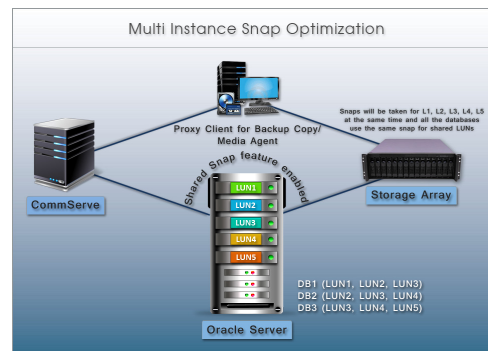 Multi Instance Snap Optimization
Snaps will be taken for L1, L2, L3, L4, L5
at the same time and all the databases
use the same snap for shared LUNs
Proxy Client for Backup Copy/
Media Agent
Shared Snap feature enabled
CommServe
Storage Array
LUN1
LUN2
LUN3
LUN4
LUN5
DB1 (LUN1, LUN2, LUN3)
DB2 (LUN2, LUN3, LUN4)
DB3 (LUN3, LUN4, LUN5)
Oracle Server